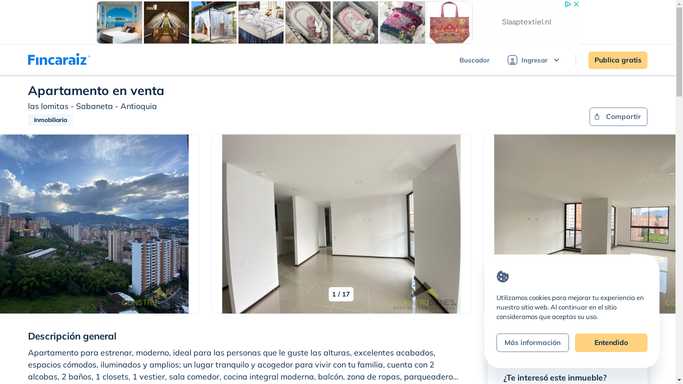 Slaaptextiel.nl
Fincaraiz
Buscador
Ingresar
Publica gratis
Apartamento en venta
las lomitas - Sabaneta - Antioquia
Inmobiliaria
Compartir
1 / 17
Utilizamos cookies para mejorar tu experiencia en
nuestro sitio web. Al continuar en el sitio
consideramos que aceptas su uso.
Más información
Entendido
Descripción general
Apartamento para estrenar, moderno, ideal para las personas que le guste las alturas, excelentes acabados,
espacios cómodos, iluminados y amplios; un lugar tranquilo y acogedor para vivir con tu familia, cuenta con 2
alcobas, 2 baños, 1 closets, 1 vestier, sala comedor, cocina integral moderna, balcón, zona de ropas, parqueadero...
¿Te interesó este inmueble?